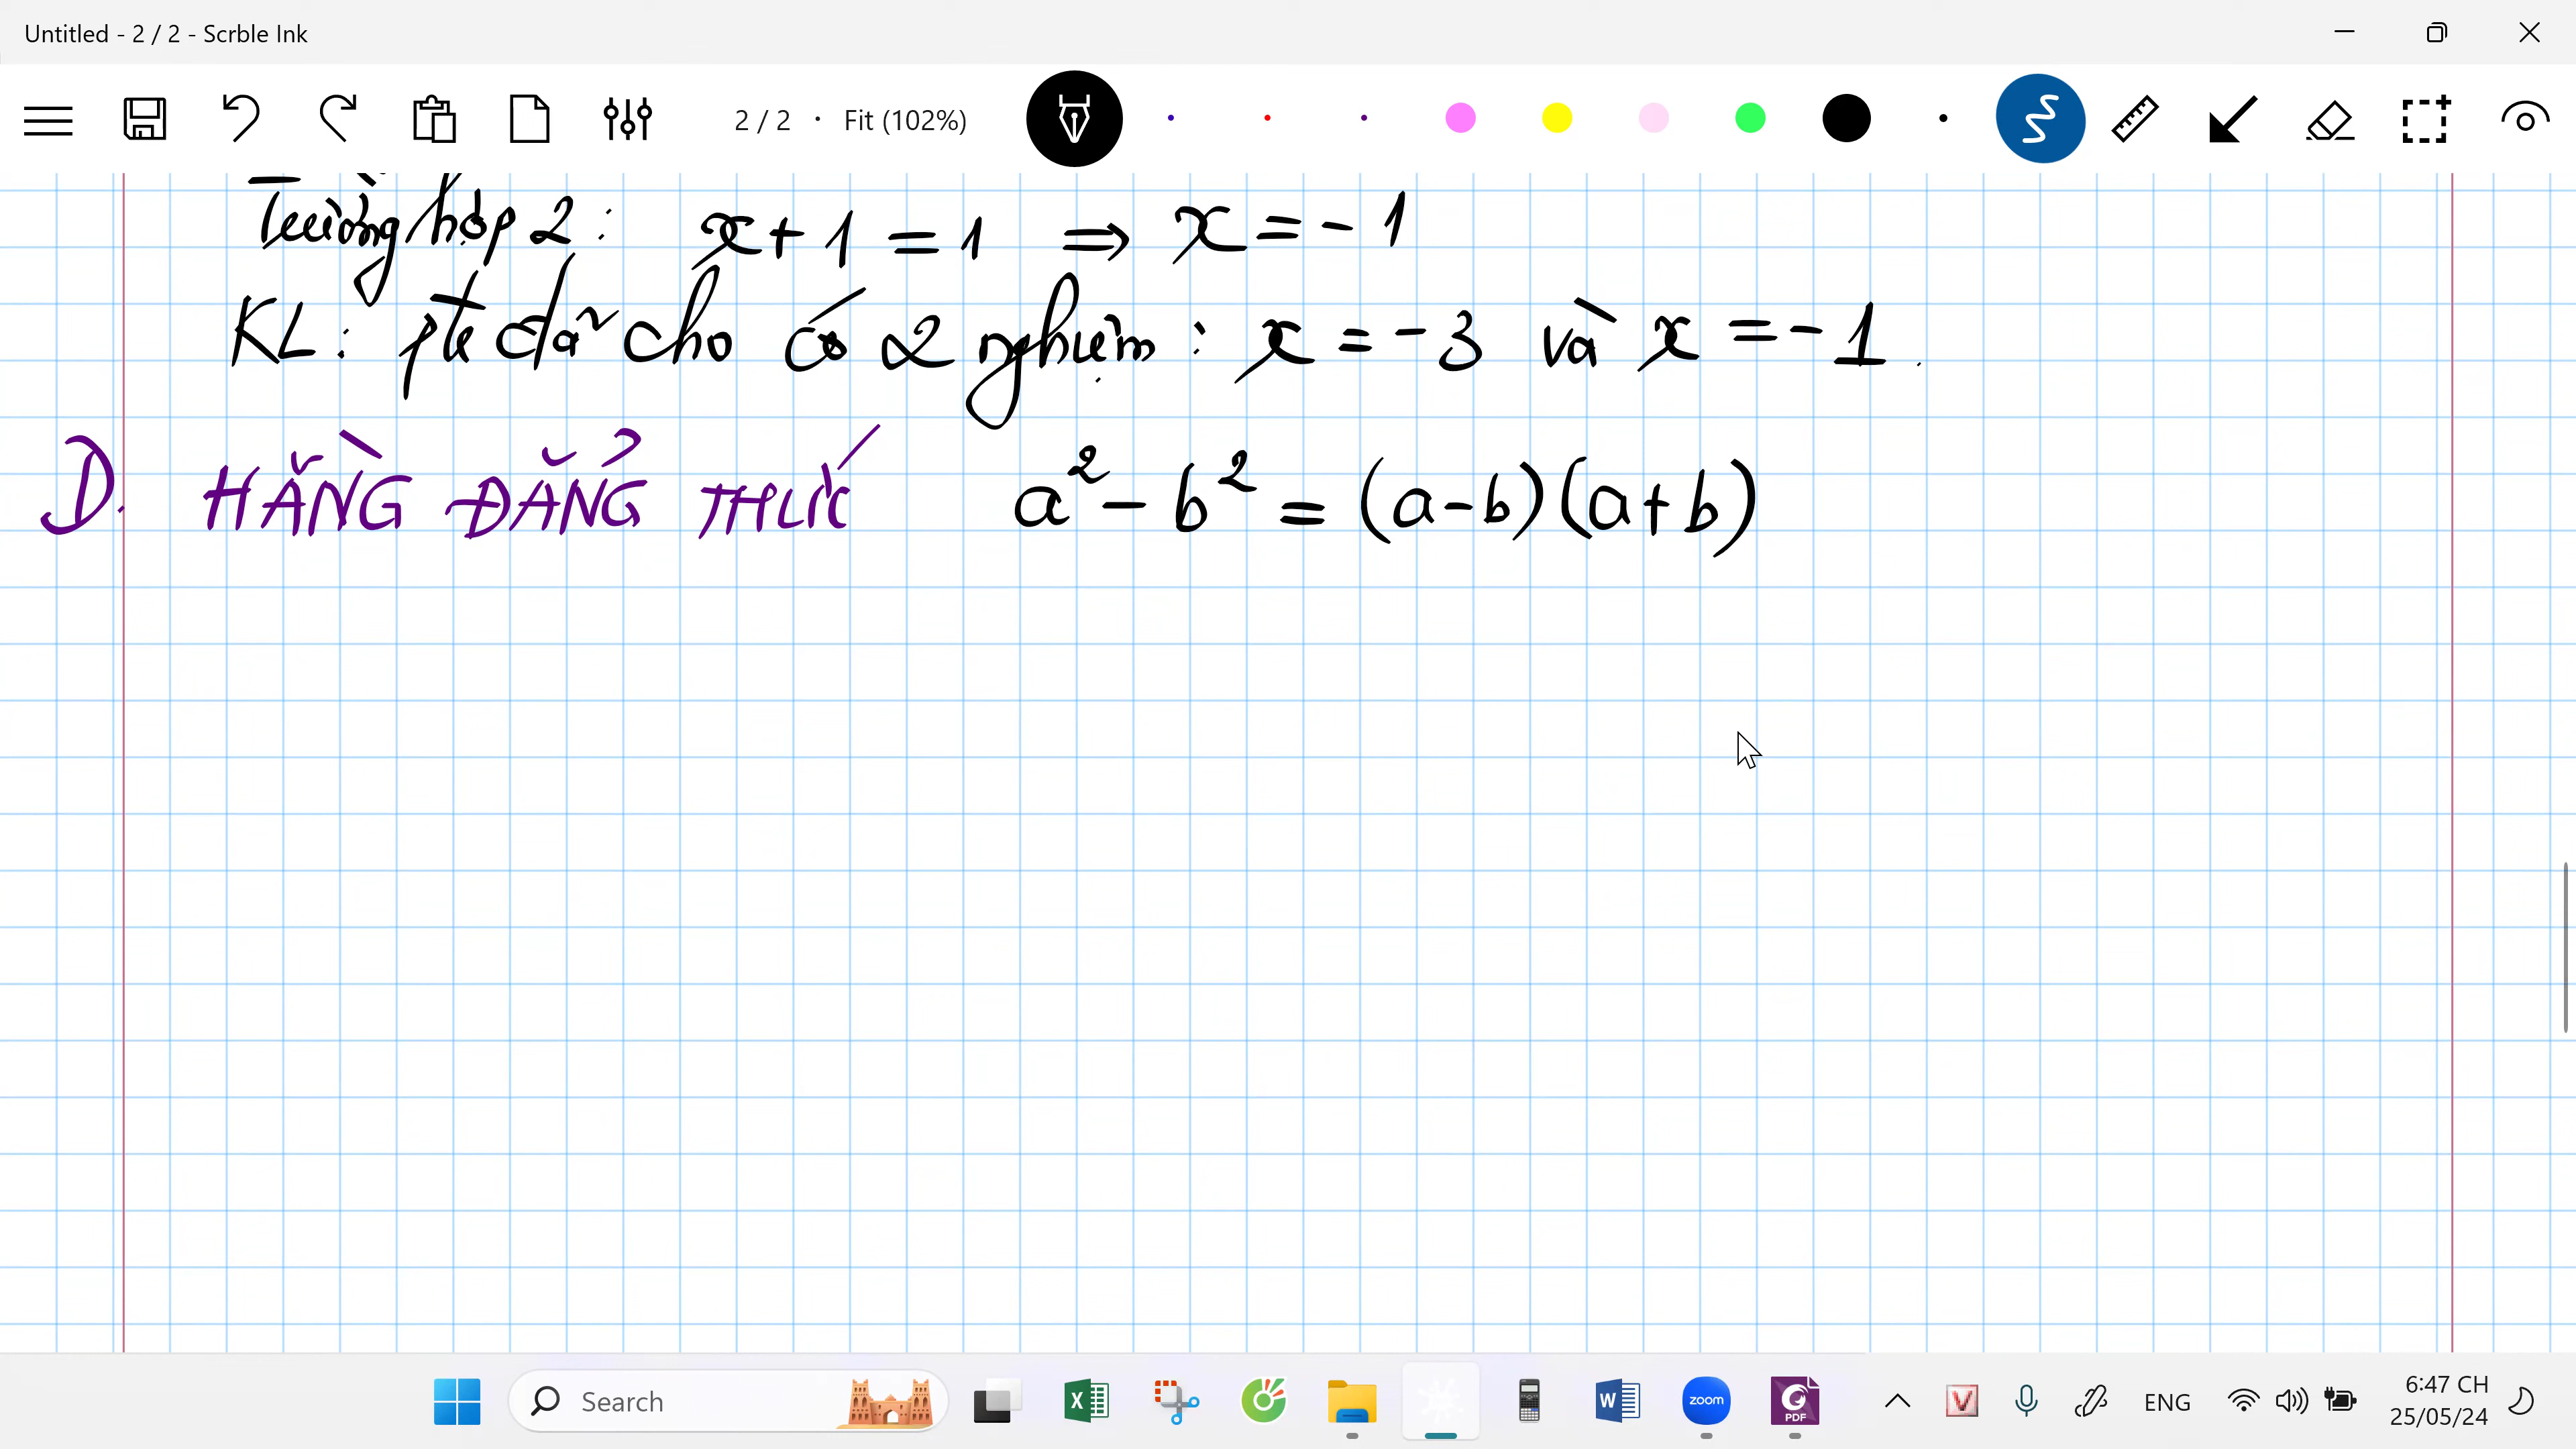 Untitled - 2 / 2 - Scrble Ink
2 / 2 · Fit (102%)
Trường hợp 2 : x + 1 = 1 ⇒ x = - 1
KL : pt đã cho có 2 nghiệm : x = - 3 và x = - 1 .
D. HẰNG ĐẲNG THỨC a² - b² = (a - b)(a + b)
Search
zoom
PDF
ENG
6:47 CH
25/05/24